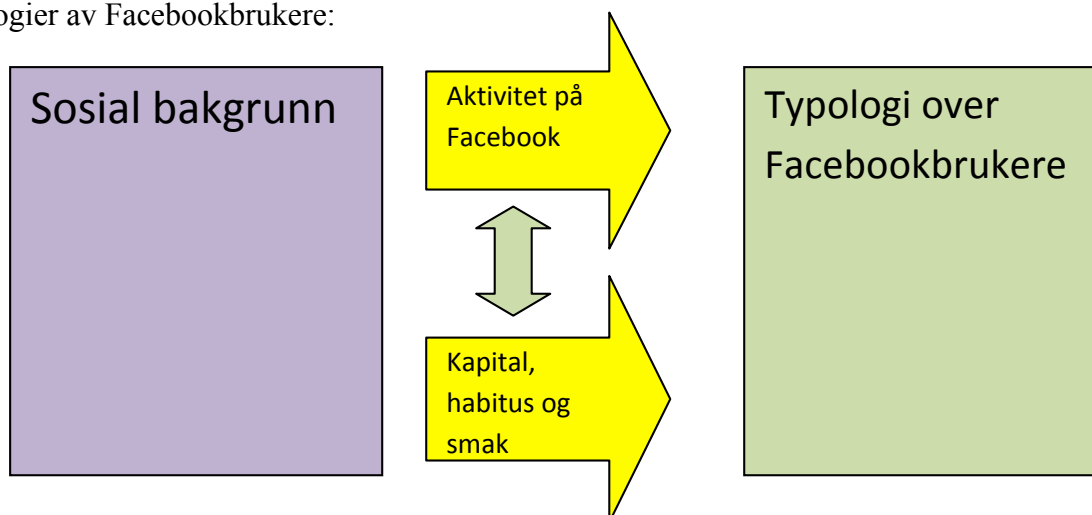 ogier av Facebookbrukere:
Sosial bakgrunn
Aktivitet på
Facebook
Kapital,
habitus og
smak
Typologi over
Facebookbrukere